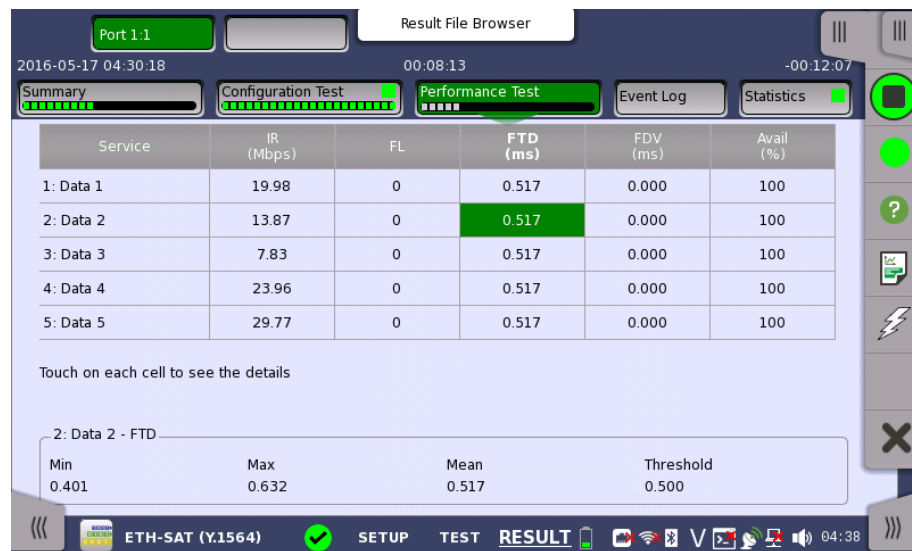 Result File Browser
Port 1:1
2016-05-17 04:30:18 00:08:13 -00:12:07
Summary Configuration Test Performance Test Event Log Statistics
Service IR (Mbps) FL FTD (ms) FDV (ms) Avail (%)
1: Data 1 19.98 0 0.517 0.000 100
2: Data 2 13.87 0 0.517 0.000 100
3: Data 3 7.83 0 0.517 0.000 100
4: Data 4 23.96 0 0.517 0.000 100
5: Data 5 29.77 0 0.517 0.000 100
Touch on each cell to see the details
2: Data 2 - FTD
Min Max Mean Threshold
0.401 0.632 0.517 0.500
ETH-SAT (Y.1564) SETUP TEST RESULT V 04:38